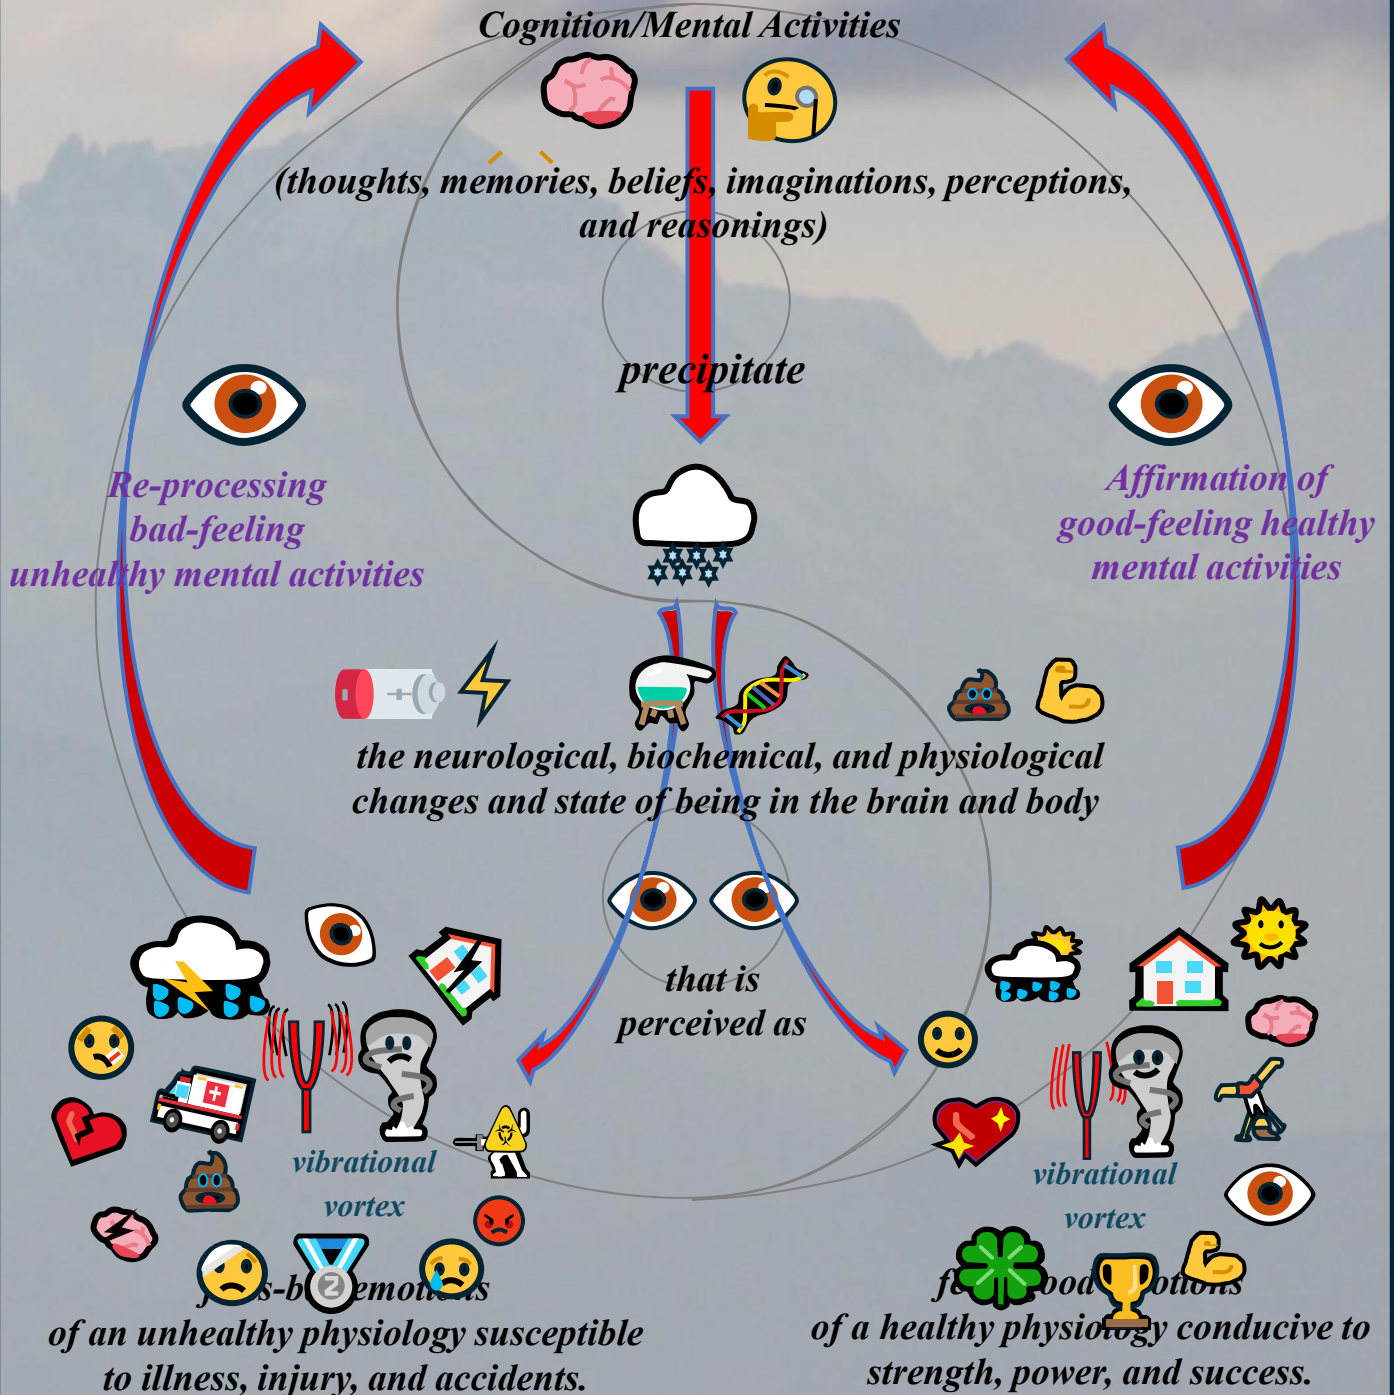 Cognition/Mental Activities
(thoughts, memories, beliefs, imaginations, perceptions,
and reasonings)
precipitate
Re-processing
bad-feeling
unhealthy mental activities
Affirmation of
good-feeling healthy
mental activities
the neurological, biochemical, and physiological
changes and state of being in the brain and body
that is
perceived as
vibrational
vortex
of an unhealthy physiology susceptible
to illness, injury, and accidents.
vibrational
vortex
of a healthy physiology conducive to
strength, power, and success.
2